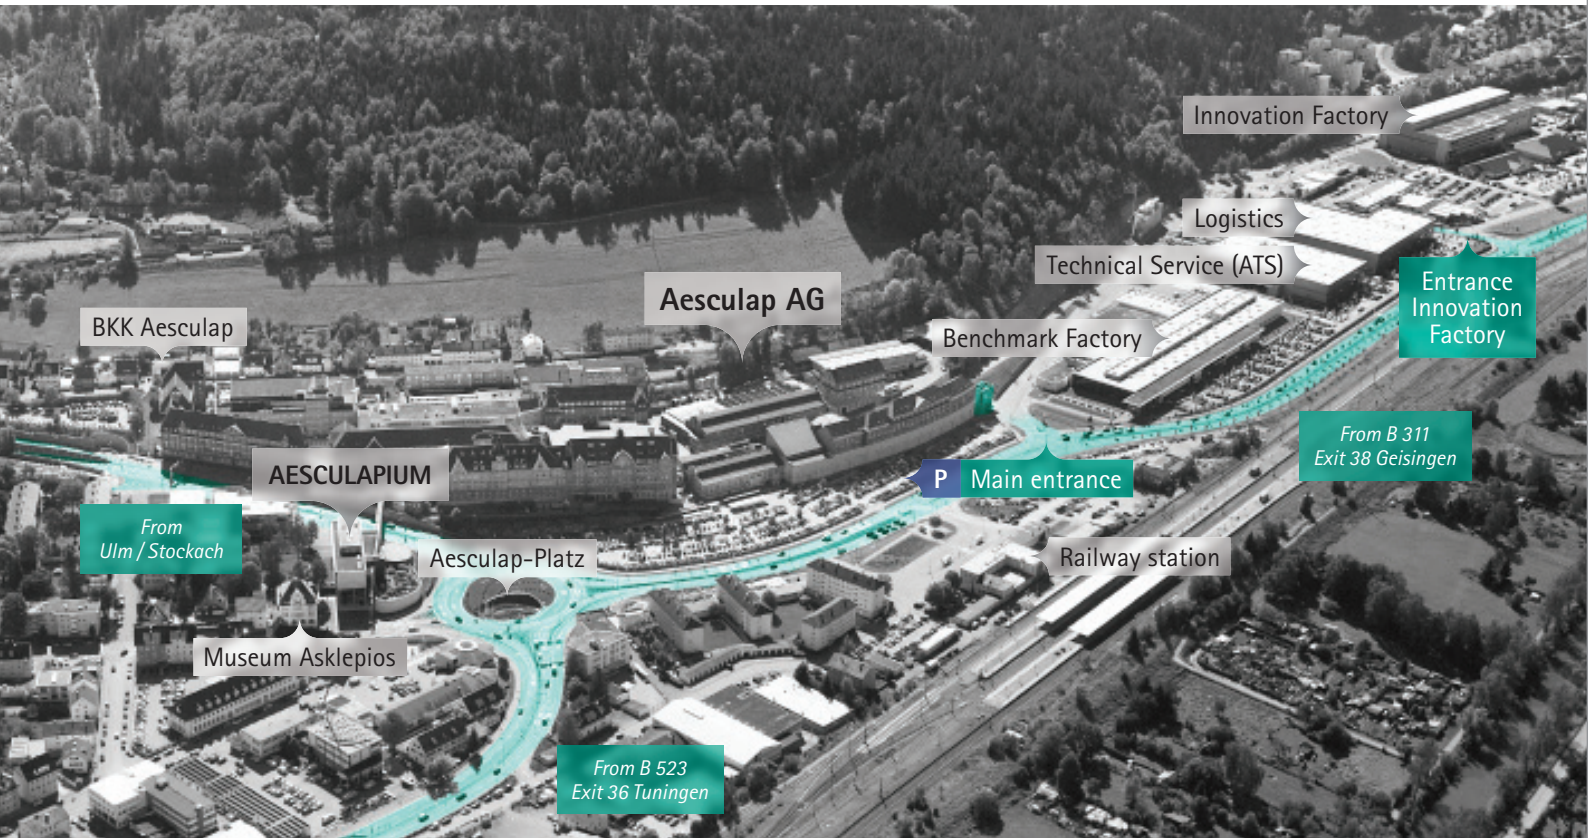 Innovation Factory
Logistics
Technical Service (ATS)
Entrance
Innovation
Factory
Aesculap AG
BKK Aesculap
Benchmark Factory
From B 311
Exit 38 Geisingen
AESCULAPIUM
P Main entrance
From
Ulm / Stockach
Aesculap-Platz
Railway station
Museum Asklepios
From B 523
Exit 36 Tuningen